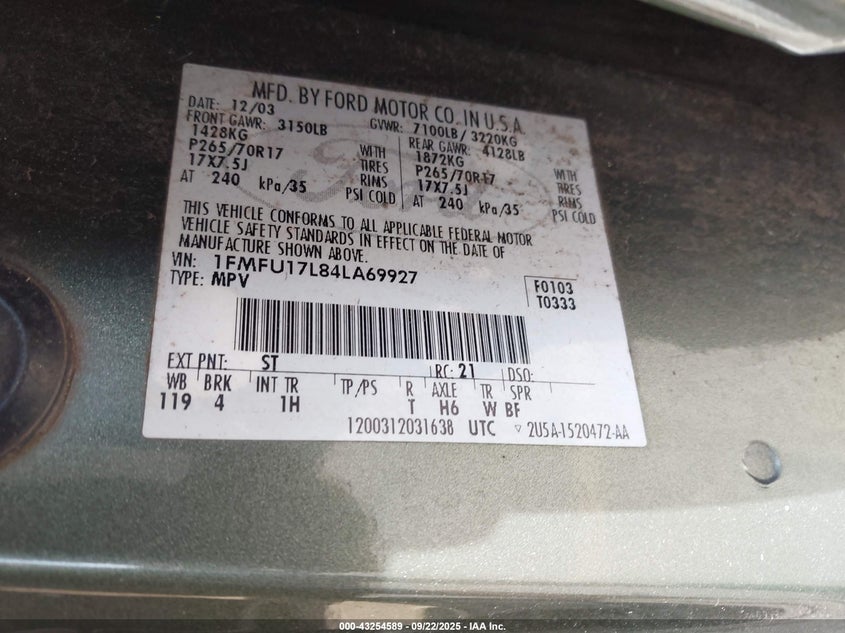 MFD. BY FORD MOTOR CO. IN U.S.A.
DATE: 12/03 GVWR: 7100LB / 3220KG
FRONT GAWR: 3150LB REAR GAWR: 4128LB
1428KG WITH 1872KG WITH
P265/70R17 TIRES P265/70R17 TIRES
17X7.5J RIMS 17X7.5J RIMS
AT 240 kPa/35 PSI COLD AT 240 kPa/35 PSI COLD
THIS VEHICLE CONFORMS TO ALL APPLICABLE FEDERAL MOTOR
VEHICLE SAFETY STANDARDS IN EFFECT ON THE DATE OF
MANUFACTURE SHOWN ABOVE.
VIN: 1FMFU17L84LA69927
TYPE: MPV
F0103
T0333
EXT PNT: ST RC: 21 DSO:
WB BRK INT TR TP/PS R AXLE TR SPR
119 4 1H T H6 W BF
1200312031638 UTC ▽ 2U5A-1520472-AA
Ford
000-43254589 - 09/22/2025 - IAA Inc.